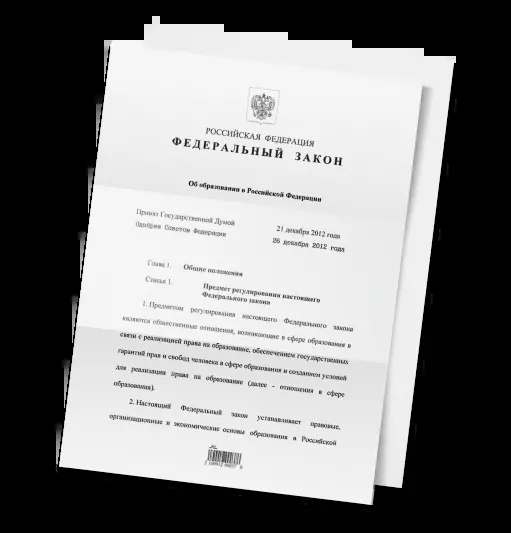 РОССИЙСКАЯ ФЕДЕРАЦИЯ
ФЕДЕРАЛЬНЫЙ ЗАКОН
Об образовании в Российской Федерации
Принят Государственной Думой 21 декабря 2012 года
Одобрен Советом Федерации 26 декабря 2012 года
Глава 1. Общие положения
Статья 1. Предмет регулирования настоящего
Федерального закона
1. Предметом регулирования настоящего Федерального закона
являются общественные отношения, возникающие в сфере образования в
связи с реализацией права на образование, обеспечением государственных
гарантий прав и свобод человека в сфере образования и созданием условий
для реализации права на образование (далее - отношения в сфере
образования).
2. Настоящий Федеральный закон устанавливает правовые,
организационные и экономические основы образования в Российской